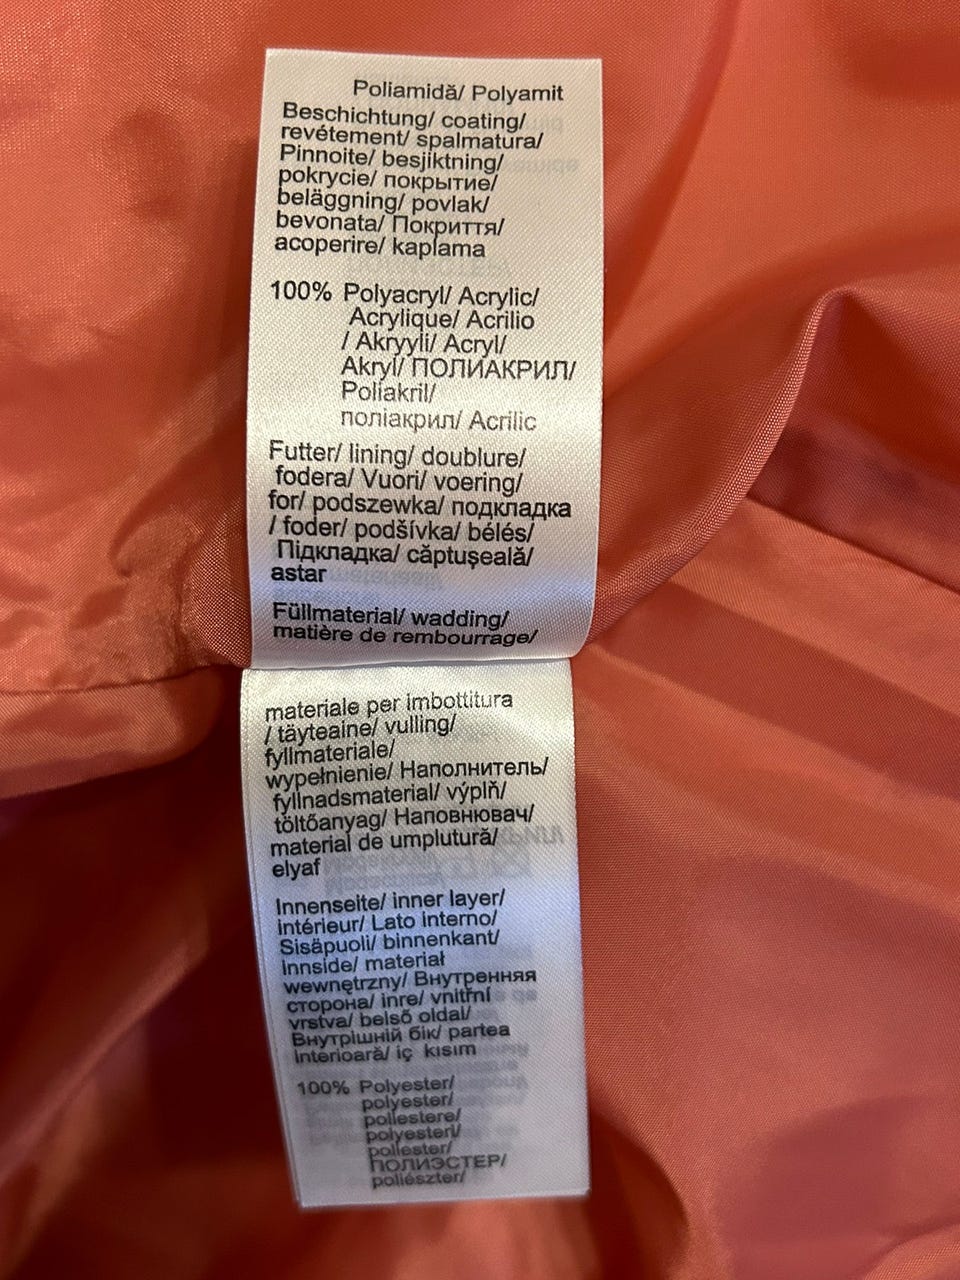 Poliamidă/ Polyamit
Beschichtung/ coating/
revétement/ spalmatura/
Pinnoite/ besjiktning/
pokrycie/ покрытие/
beläggning/ povlak/
bevonata/ Покриття/
acoperire/ kaplama
100% Polyacryl/ Acrylic/
Acrylique/ Acrilio
/ Akryyli/ Acryl/
Akryl/ ПОЛИАКРИЛ/
Poliakril/
поліакрил/ Acrilic
Futter/ lining/ doublure/
fodera/ Vuori/ voering/
for/ podszewka/ подкладка
/ foder/ podšívka/ bélés/
Підкладка/ căptuşeală/
astar
Füllmaterial/ wadding/
matière de rembourrage/
materiale per imbottitura
/ täyteaine/ vulling/
fyllmateriale/
wypełnienie/ Наполнитель/
fyllnadsmaterial/ výplň/
töltőanyag/ Наповнювач/
material de umplutură/
elyaf
Innenseite/ inner layer/
intérieur/ Lato interno/
Sisäpuoli/ binnenkant/
Innside/ materiał
wewnętrzny/ Внутренняя
сторона/ inre/ vnitřní
vrstva/ belső oldal/
Внутрішній бік/ partea
interioară/ iç kısım
100% Polyester/
polyester/
poliestere/
polyesteri/
poliester/
ПОЛИЭСТЕР/
poliészter/